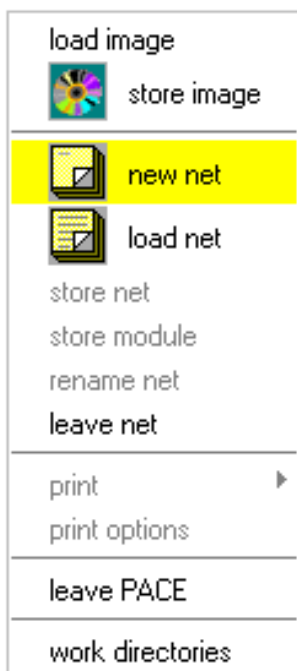 load image
store image
new net
load net
store net
store module
rename net
leave net
print
print options
leave PACE
work directories